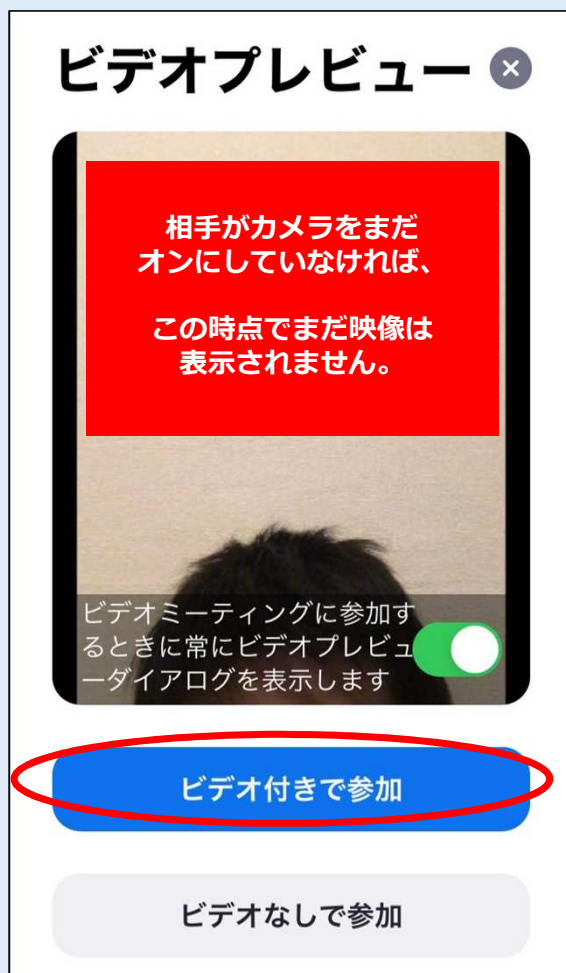 ビデオプレビュー
相手がカメラをまだ
オンにしていなければ、
この時点でまだ映像は
表示されません。
ビデオミーティングに参加す
るときに常にビデオプレビュ
ーダイアログを表示します
ビデオ付きで参加
ビデオなしで参加